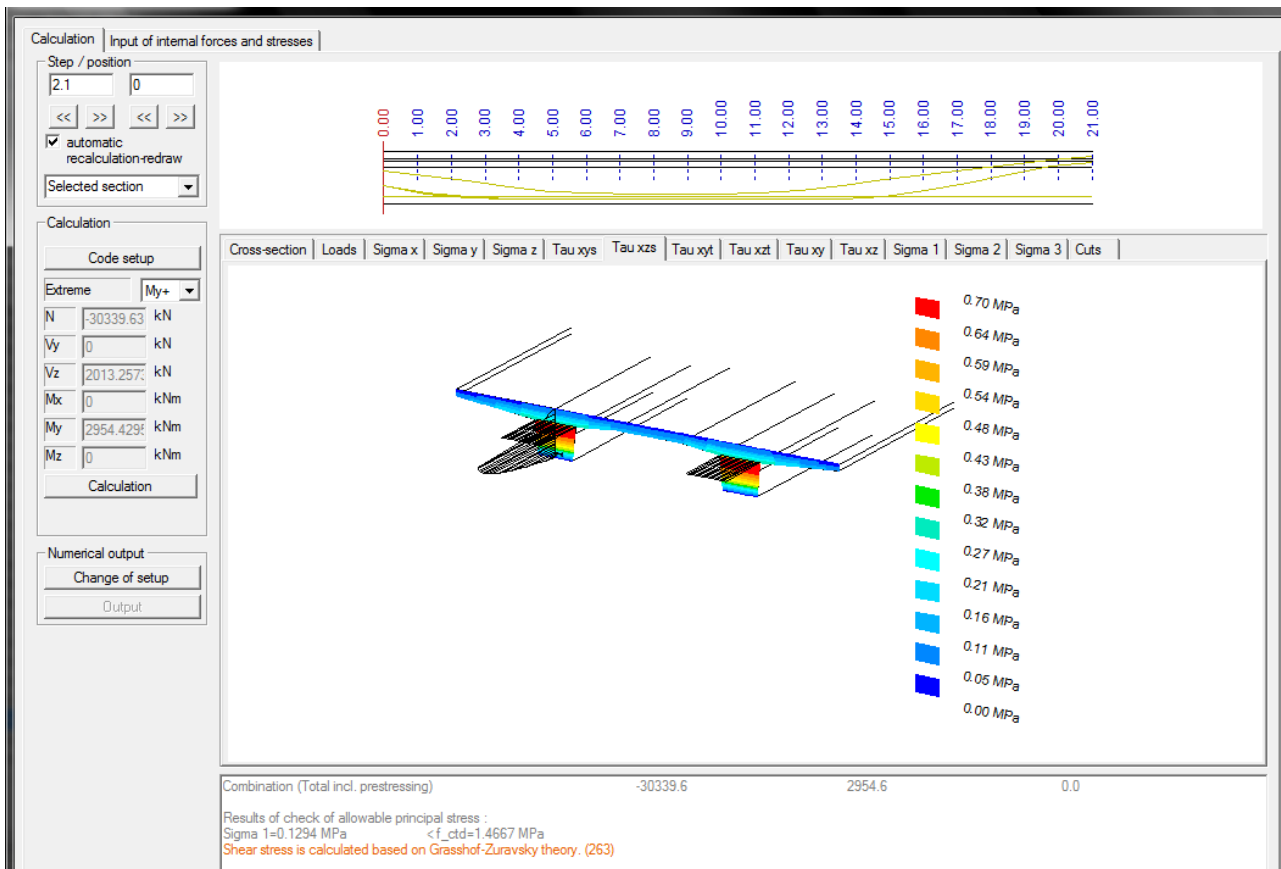 Calculation Input of internal forces and stresses
Step / position
2.1 0
<< >> << >>
automatic
recalculation-redraw
Selected section
Calculation
Code setup
Extreme My+
N -30339.63 kN
Vy 0 kN
Vz 2013.257 kN
Mx 0 kNm
My 2954.429 kNm
Mz 0 kNm
Calculation
Numerical output
Change of setup
Output
0.00 1.00 2.00 3.00 4.00 5.00 6.00 7.00 8.00 9.00 10.00 11.00 12.00 13.00 14.00 15.00 16.00 17.00 18.00 19.00 20.00 21.00
Cross-section Loads Sigma x Sigma y Sigma z Tau xys Tau xzs Tau xyt Tau xzt Tau xy Tau xz Sigma 1 Sigma 2 Sigma 3 Cuts
0.70 MPa
0.64 MPa
0.59 MPa
0.54 MPa
0.48 MPa
0.43 MPa
0.38 MPa
0.32 MPa
0.27 MPa
0.21 MPa
0.16 MPa
0.11 MPa
0.05 MPa
0.00 MPa
Combination (Total incl. prestressing) -30339.6 2954.6 0.0
Results of check of allowable principal stress :
Sigma 1=0.1294 MPa < f_ctd=1.4667 MPa
Shear stress is calculated based on Grasshof-Zuravsky theory. (263)